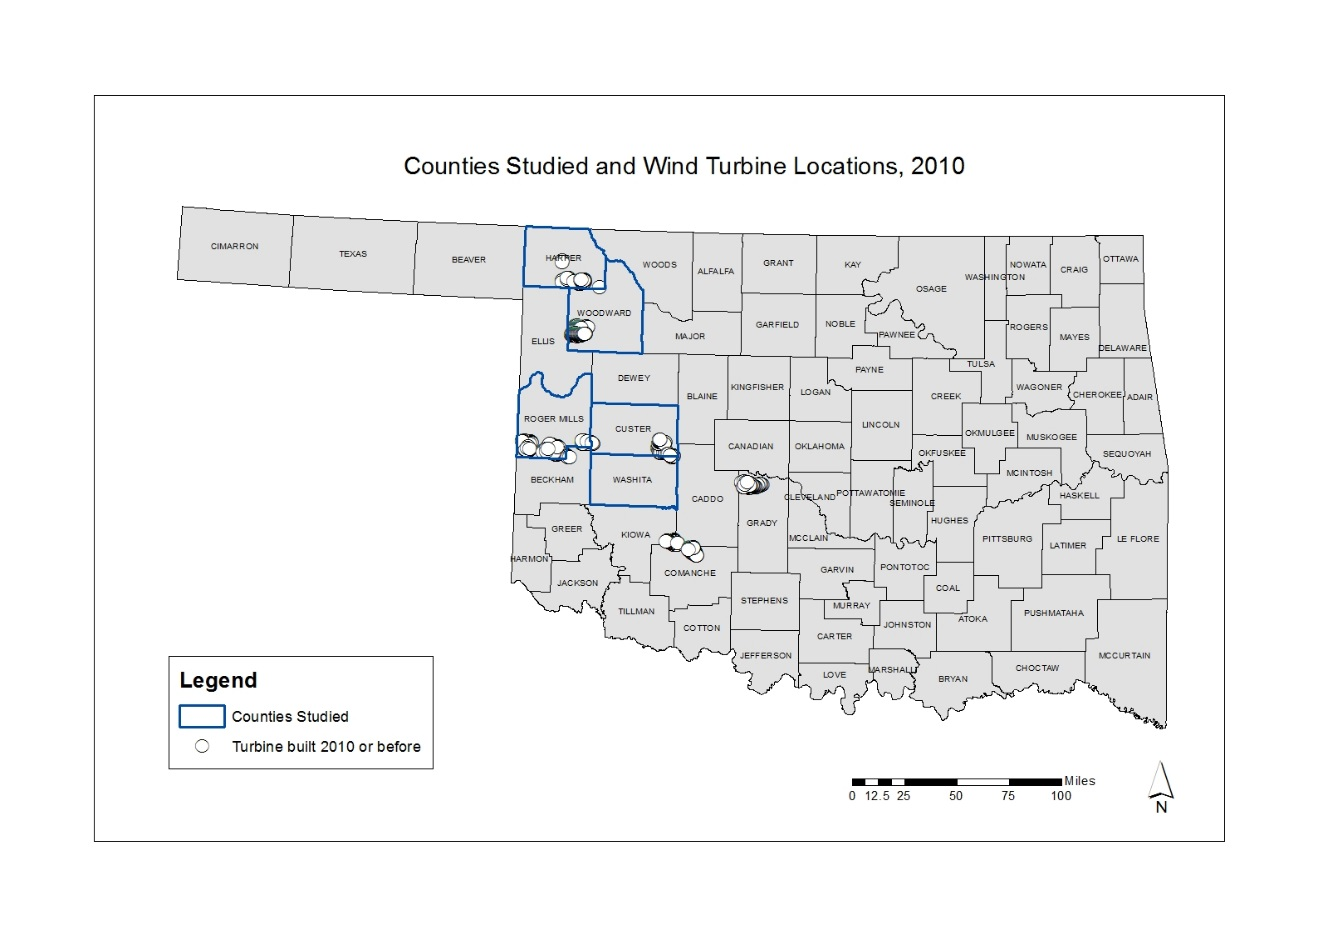 Counties Studied and Wind Turbine Locations, 2010
CIMARRON
TEXAS
BEAVER
HARPER
WOODS
ALFALFA
GRANT
KAY
OSAGE
WASHINGTON
NOWATA
CRAIG
OTTAWA
WOODWARD
ELLIS
MAJOR
GARFIELD
NOBLE
PAWNEE
ROGERS
MAYES
DELAWARE
DEWEY
BLAINE
KINGFISHER
LOGAN
PAYNE
TULSA
CREEK
WAGONER
CHEROKEE
ADAIR
ROGER MILLS
CUSTER
CANADIAN
OKLAHOMA
LINCOLN
OKMULGEE
MUSKOGEE
OKFUSKEE
SEQUOYAH
BECKHAM
WASHITA
CADDO
CLEVELAND
POTTAWATOMIE
SEMINOLE
MCINTOSH
HASKELL
GREER
KIOWA
GRADY
MCCLAIN
HUGHES
PITTSBURG
LATIMER
LE FLORE
HARMON
JACKSON
COMANCHE
GARVIN
PONTOTOC
COAL
TILLMAN
COTTON
STEPHENS
MURRAY
JOHNSTON
ATOKA
PUSHMATAHA
CARTER
JEFFERSON
LOVE
MARSHALL
BRYAN
CHOCTAW
MCCURTAIN
Legend
Counties Studied
Turbine built 2010 or before
Miles
0 12.5 25 50 75 100
N